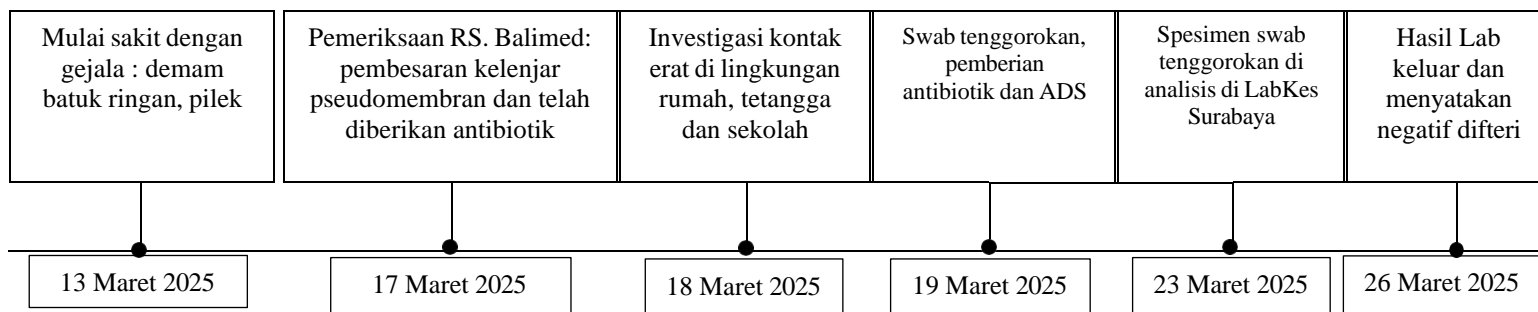 Mulai sakit dengan
gejala : demam
batuk ringan, pilek
Pemeriksaan RS. Balimed:
pembesaran kelenjar
pseudomembran dan telah
diberikan antibiotik
Investigasi kontak
erat di lingkungan
rumah, tetangga
dan sekolah
Swab tenggorokan,
pemberian
antibiotik dan ADS
Spesimen swab
tenggorokan di
analisis di LabKes
Surabaya
Hasil Lab
keluar dan
menyatakan
negatif difteri
13 Maret 2025
17 Maret 2025
18 Maret 2025
19 Maret 2025
23 Maret 2025
26 Maret 2025